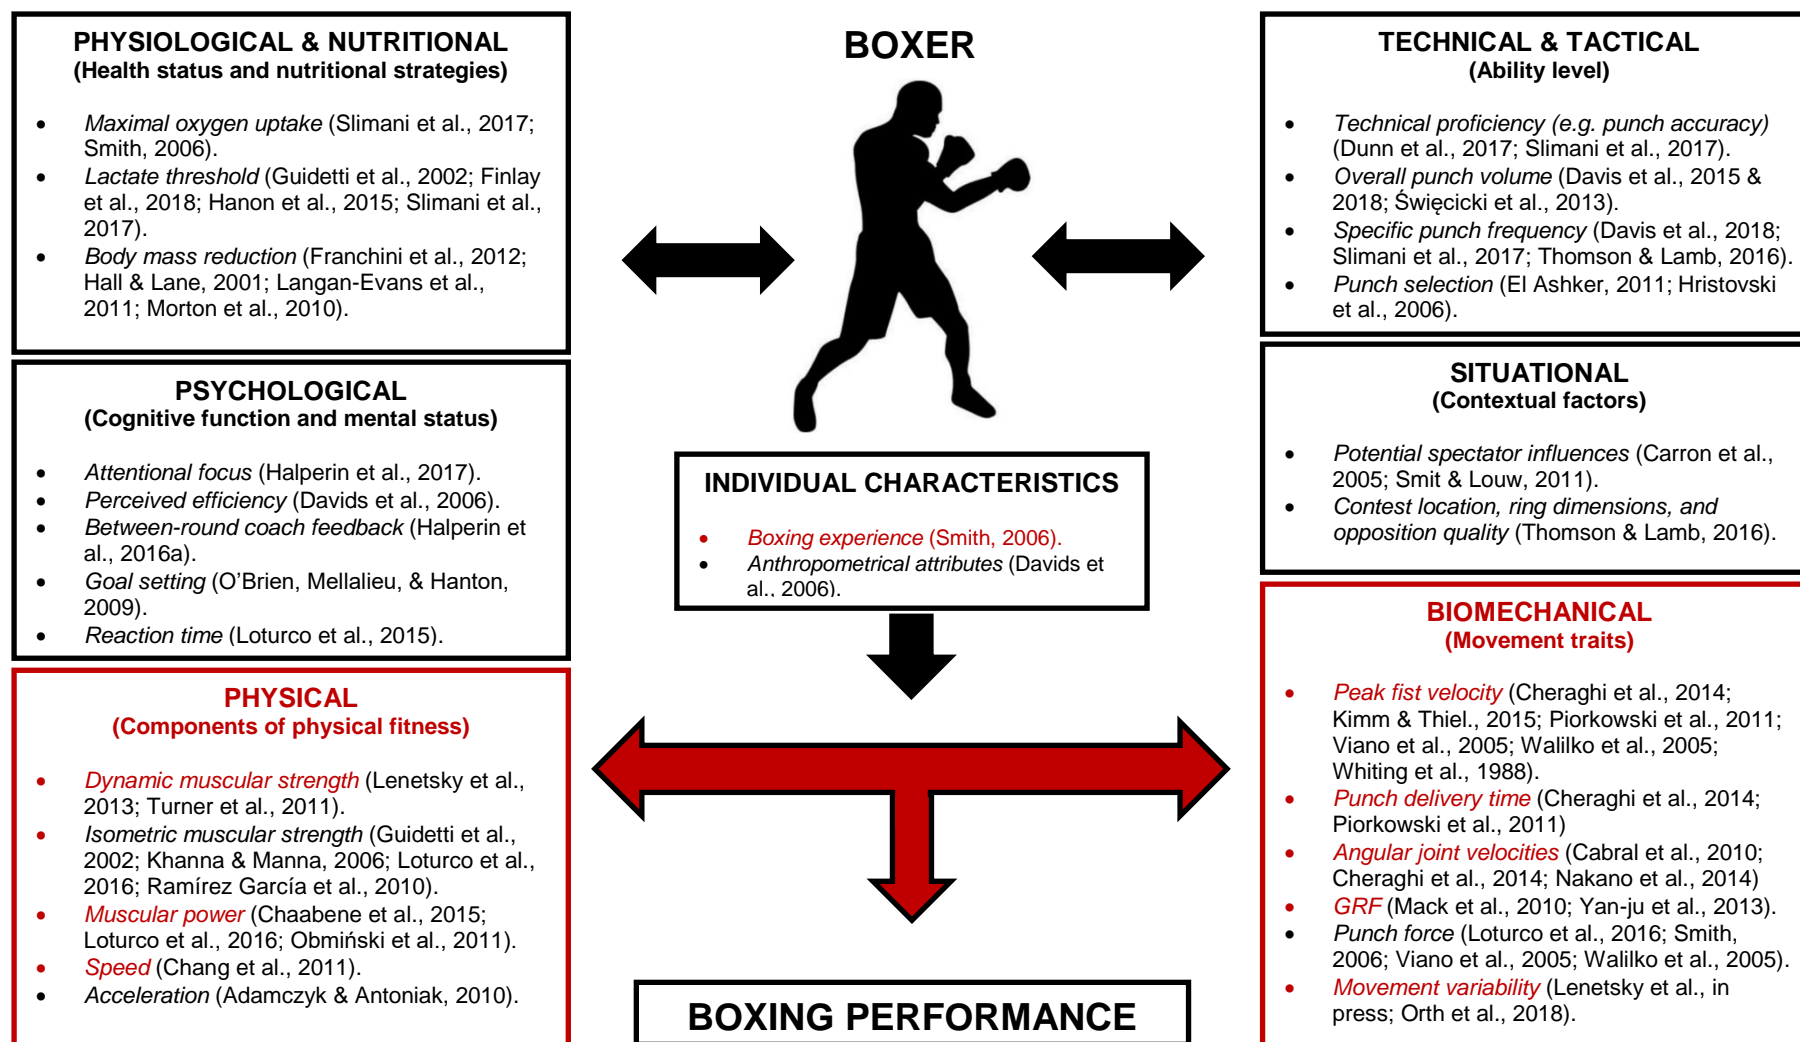 PHYSIOLOGICAL & NUTRITIONAL
(Health status and nutritional strategies)
• Maximal oxygen uptake (Slimani et al., 2017;
Smith, 2006).
• Lactate threshold (Guidetti et al., 2002; Finlay
et al., 2018; Hanon et al., 2015; Slimani et al.,
2017).
• Body mass reduction (Franchini et al., 2012;
Hall & Lane, 2001; Langan-Evans et al.,
2011; Morton et al., 2010).
PSYCHOLOGICAL
(Cognitive function and mental status)
• Attentional focus (Halperin et al., 2017).
• Perceived efficiency (Davids et al., 2006).
• Between-round coach feedback (Halperin et
al., 2016a).
• Goal setting (O’Brien, Mellalieu, & Hanton,
2009).
• Reaction time (Loturco et al., 2015).
PHYSICAL
(Components of physical fitness)
• Dynamic muscular strength (Lenetsky et al.,
2013; Turner et al., 2011).
• Isometric muscular strength (Guidetti et al.,
2002; Khanna & Manna, 2006; Loturco et al.,
2016; Ramírez García et al., 2010).
• Muscular power (Chaabene et al., 2015;
Loturco et al., 2016; Obmiński et al., 2011).
• Speed (Chang et al., 2011).
• Acceleration (Adamczyk & Antoniak, 2010).
BOXER
INDIVIDUAL CHARACTERISTICS
• Boxing experience (Smith, 2006).
• Anthropometrical attributes (Davids et
al., 2006).
BOXING PERFORMANCE
TECHNICAL & TACTICAL
(Ability level)
• Technical proficiency (e.g. punch accuracy)
(Dunn et al., 2017; Slimani et al., 2017).
• Overall punch volume (Davis et al., 2015 &
2018; Święcicki et al., 2013).
• Specific punch frequency (Davis et al., 2018;
Slimani et al., 2017; Thomson & Lamb, 2016).
• Punch selection (El Ashker, 2011; Hristovski
et al., 2006).
SITUATIONAL
(Contextual factors)
• Potential spectator influences (Carron et al.,
2005; Smit & Louw, 2011).
• Contest location, ring dimensions, and
opposition quality (Thomson & Lamb, 2016).
BIOMECHANICAL
(Movement traits)
• Peak fist velocity (Cheraghi et al., 2014;
Kimm & Thiel., 2015; Piorkowski et al., 2011;
Viano et al., 2005; Walilko et al., 2005;
Whiting et al., 1988).
• Punch delivery time (Cheraghi et al., 2014;
Piorkowski et al., 2011)
• Angular joint velocities (Cabral et al., 2010;
Cheraghi et al., 2014; Nakano et al., 2014)
• GRF (Mack et al., 2010; Yan-ju et al., 2013).
• Punch force (Loturco et al., 2016; Smith,
2006; Viano et al., 2005; Walilko et al., 2005).
• Movement variability (Lenetsky et al., in
press; Orth et al., 2018).